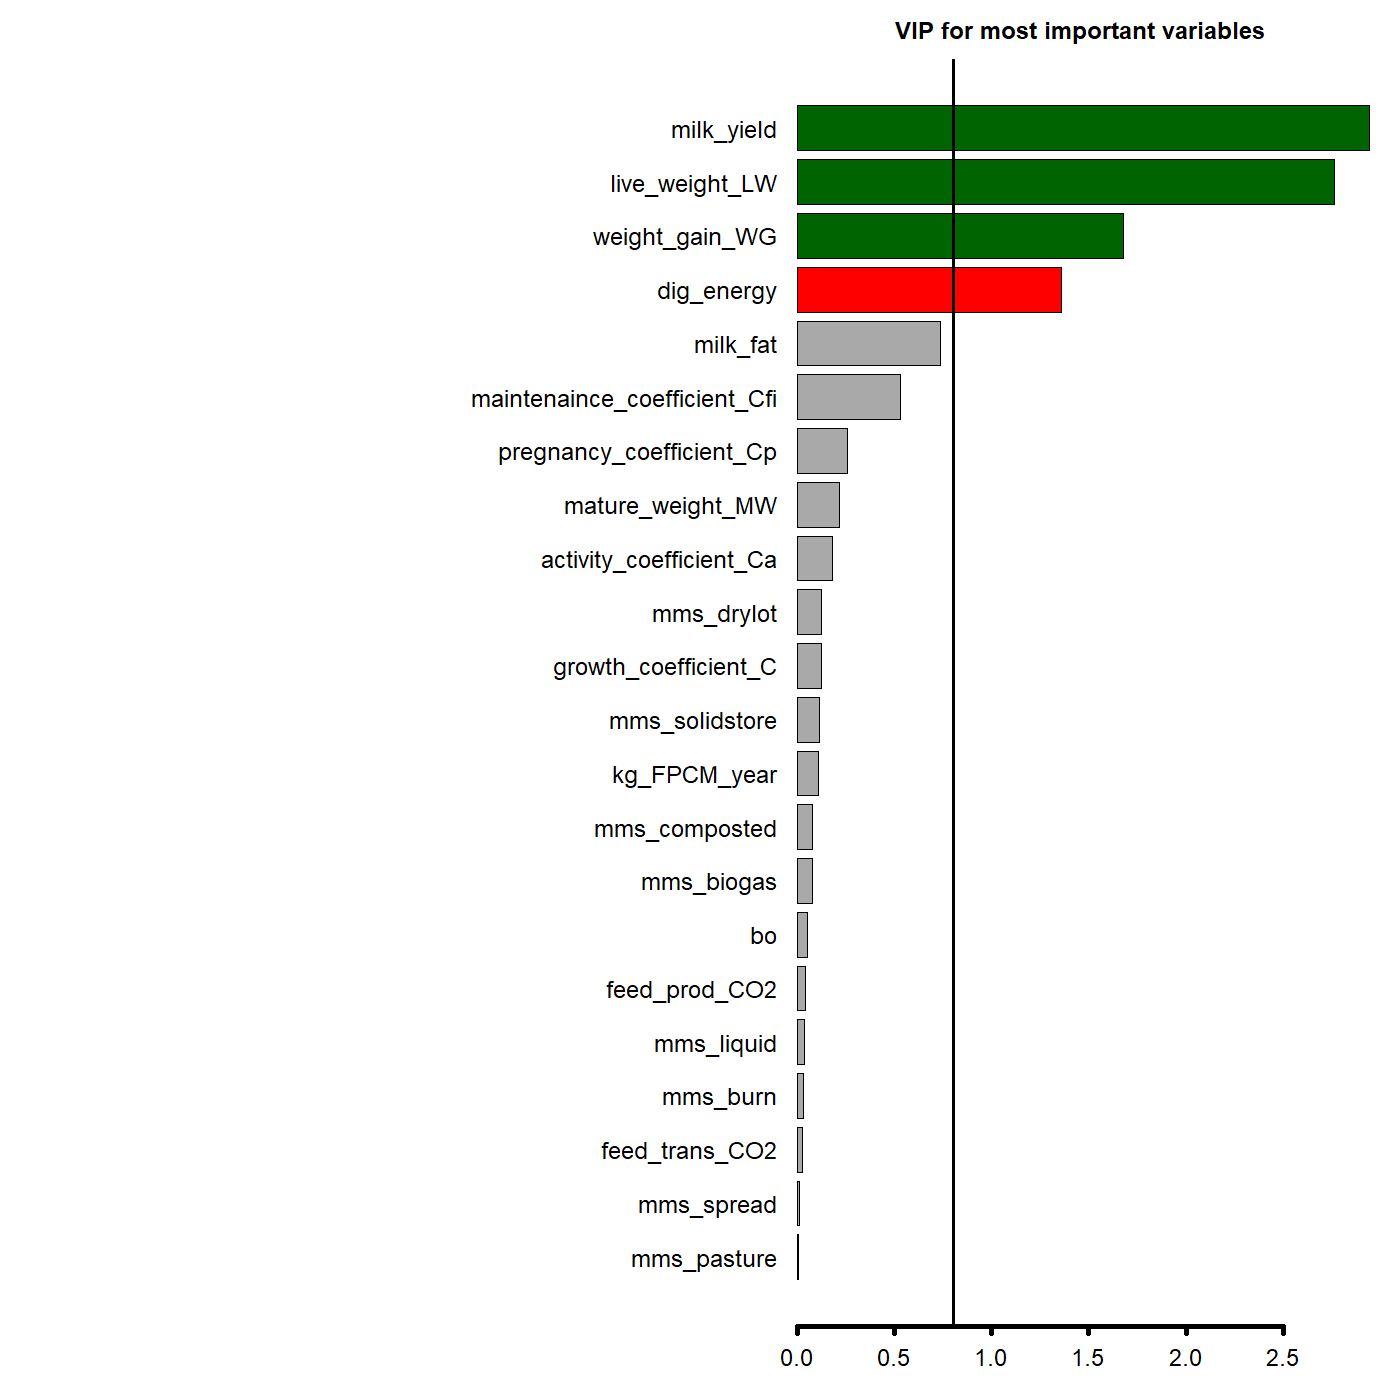 VIP for most important variables
milk_yield
live_weight_LW
weight_gain_WG
dig_energy
milk_fat
maintenaince_coefficient_Cfi
pregnancy_coefficient_Cp
mature_weight_MW
activity_coefficient_Ca
mms_drylot
growth_coefficient_C
mms_solidstore
kg_FPCM_year
mms_composted
mms_biogas
bo
feed_prod_CO2
mms_liquid
mms_burn
feed_trans_CO2
mms_spread
mms_pasture
0.0 0.5 1.0 1.5 2.0 2.5